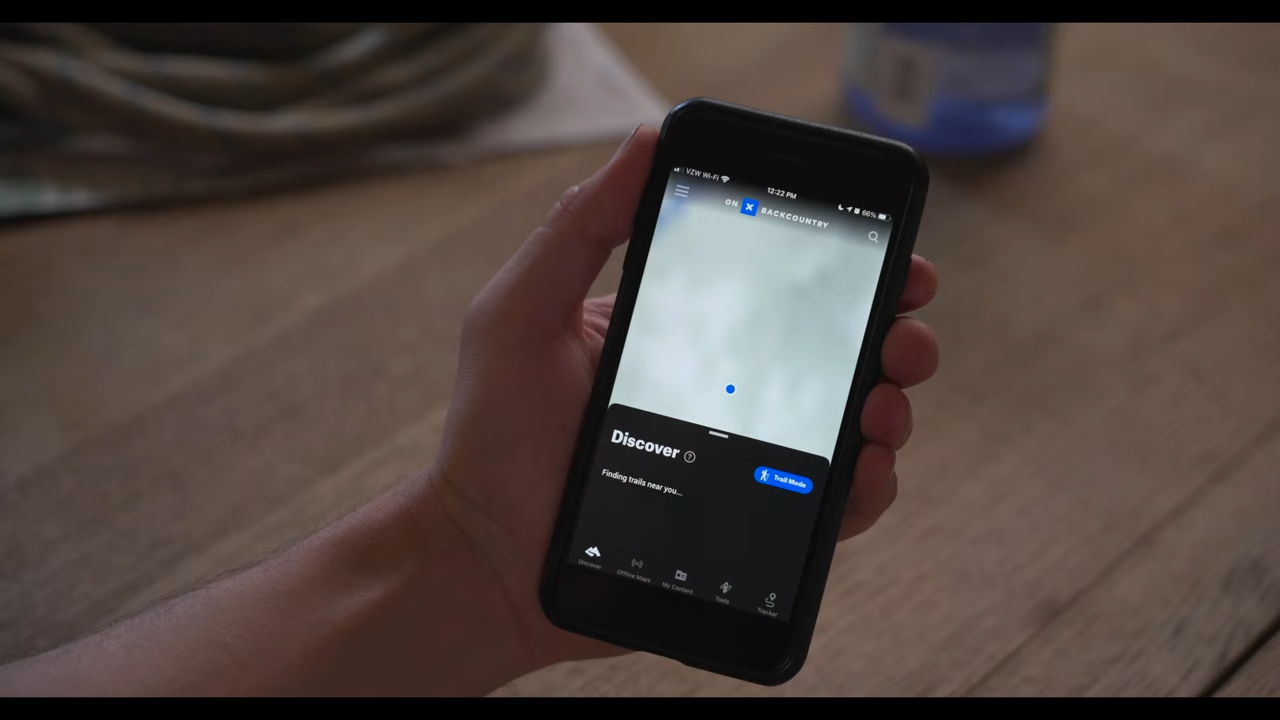 VZW Wi-Fi
12:22 PM
66%
ON X BACKCOUNTRY
Discover ?
Trail Mode
Finding trails near you...
Discover
Offline Maps
My Content
Tools
Tracker